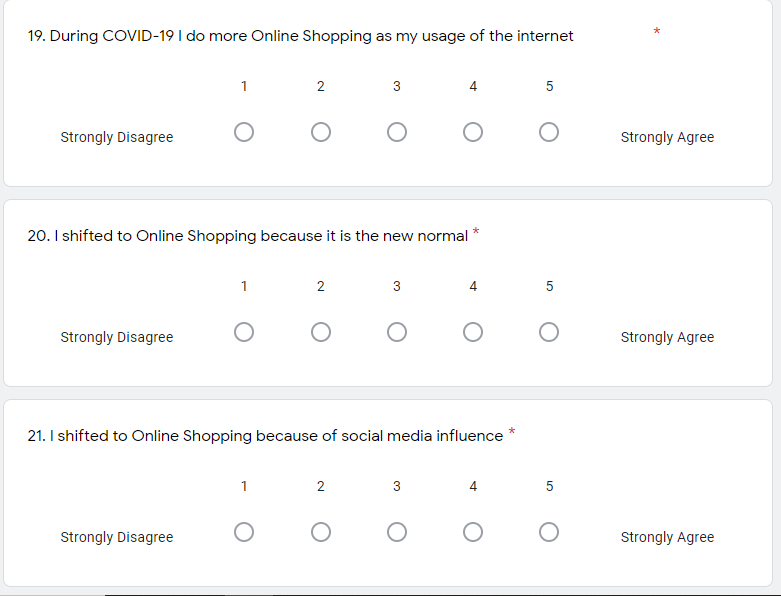 19. During COVID-19 I do more Online Shopping as my usage of the internet *
1 2 3 4 5
Strongly Disagree Strongly Agree
20. I shifted to Online Shopping because it is the new normal *
1 2 3 4 5
Strongly Disagree Strongly Agree
21. I shifted to Online Shopping because of social media influence *
1 2 3 4 5
Strongly Disagree Strongly Agree